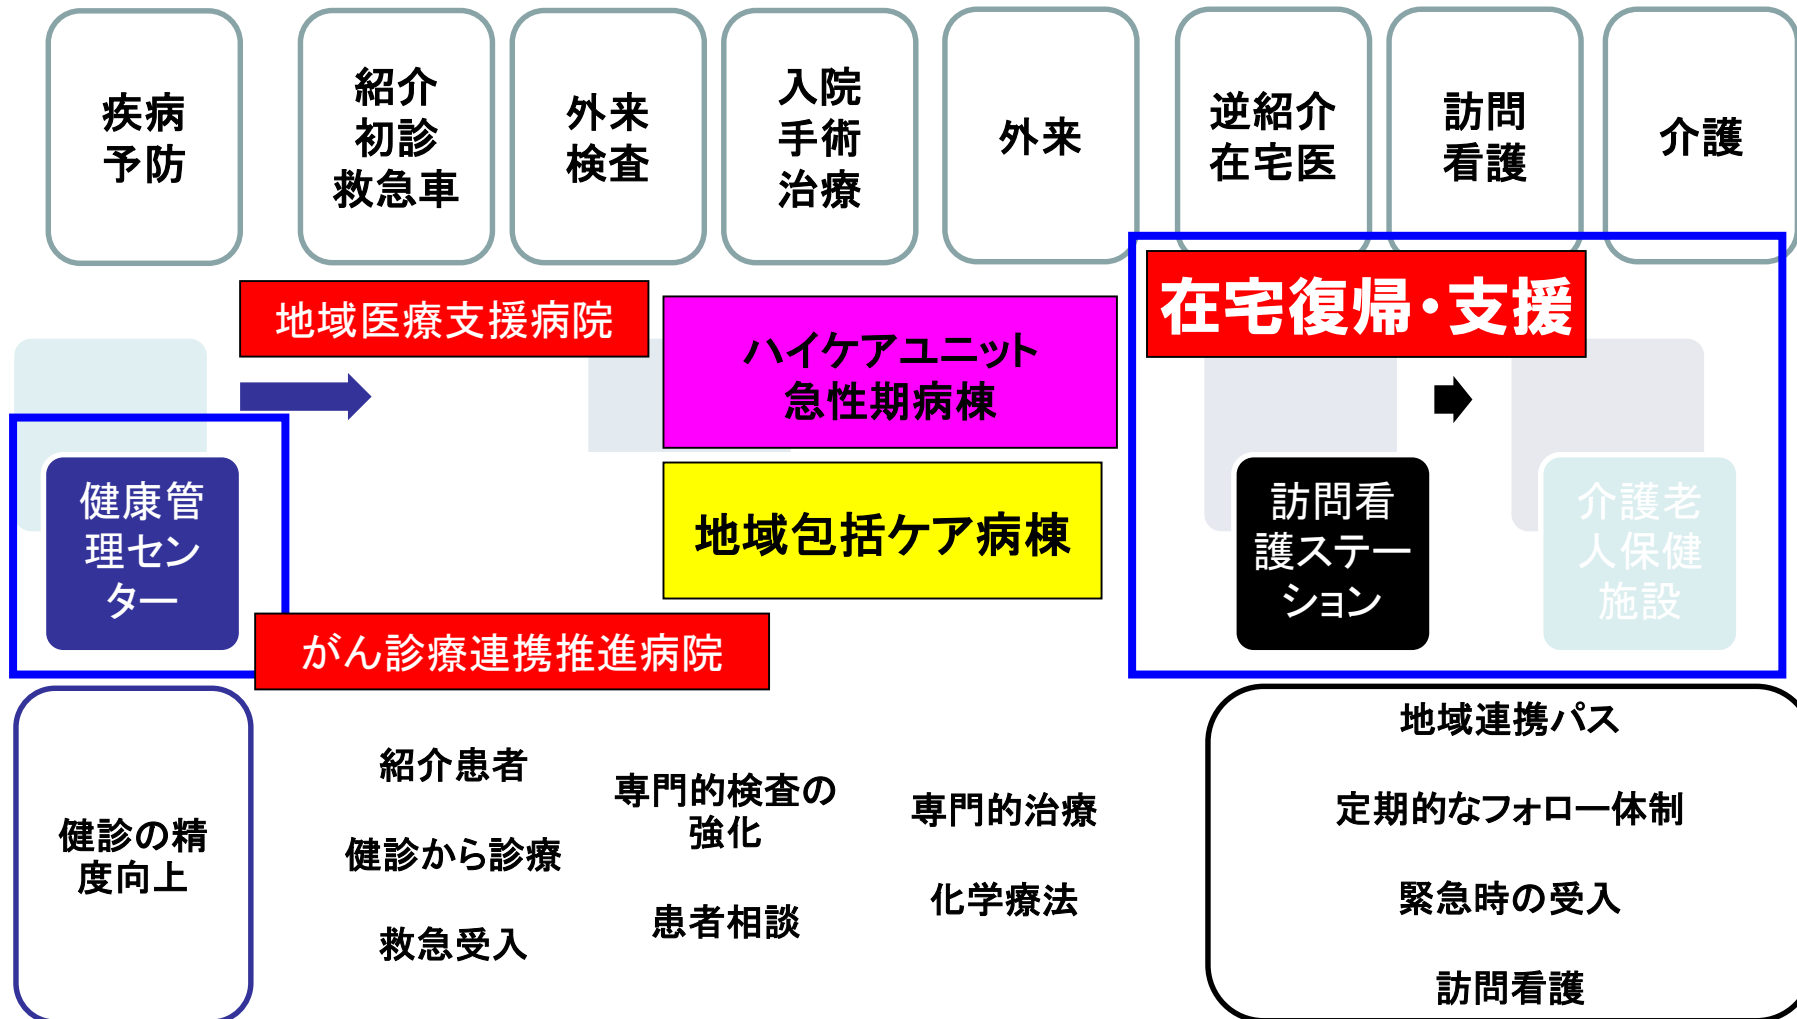 疾病
予防
紹介
初診
救急車
外来
検査
入院
手術
治療
外来
逆紹介
在宅医
訪問
看護
介護
地域医療支援病院
ハイケアユニット
急性期病棟
在宅復帰・支援
地域包括ケア病棟
健康管
理セン
ター
訪問看
護ステー
ション
介護老
人保健
施設
がん診療連携推進病院
健診の精
度向上
紹介患者
健診から診療
救急受入
専門的検査の
強化
患者相談
専門的治療
化学療法
地域連携パス
定期的なフォロー体制
緊急時の受入
訪問看護